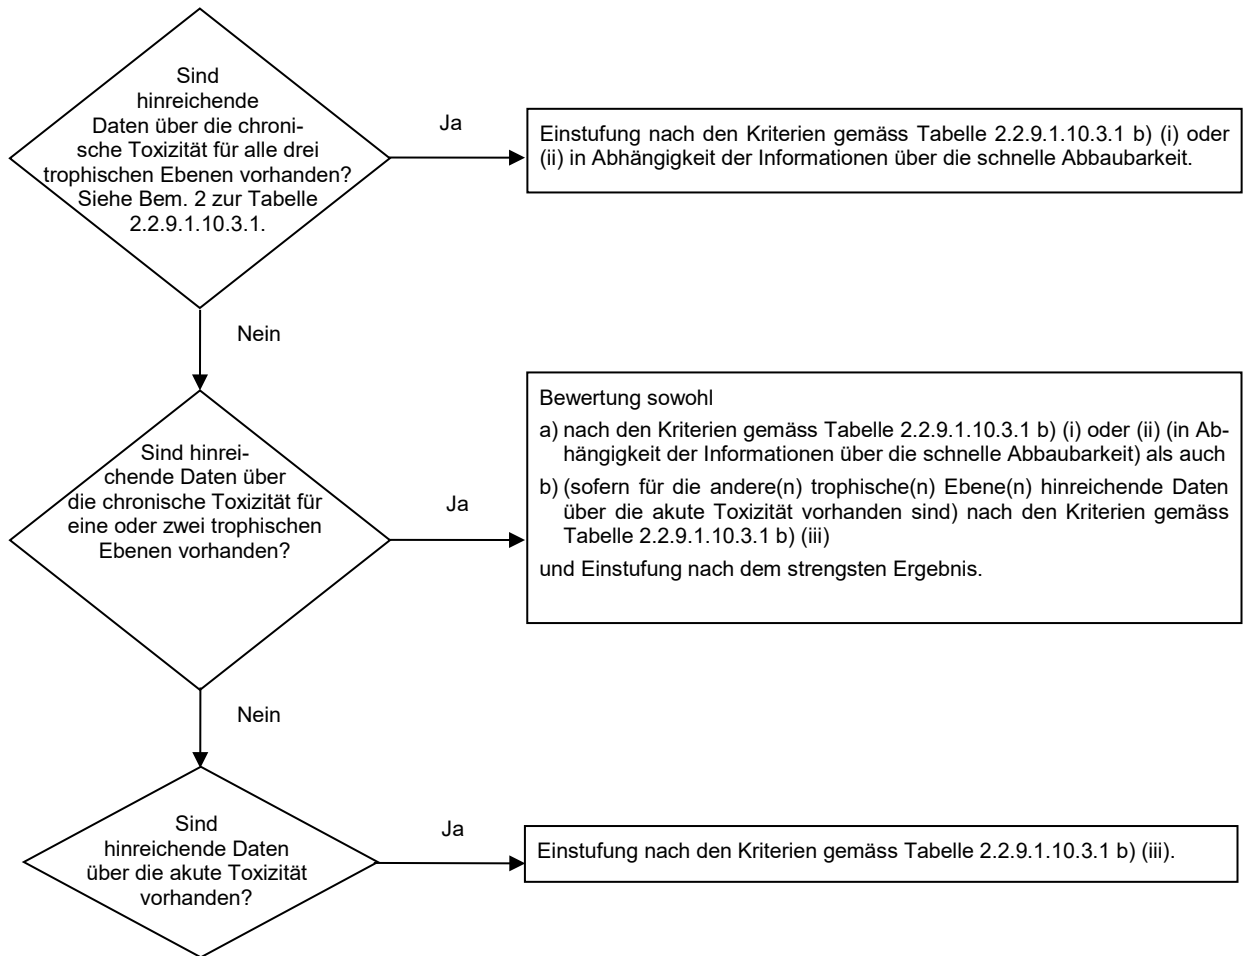 Sind
hinreichende
Daten über die chroni-
sche Toxizität für alle drei
trophischen Ebenen vorhanden?
Siehe Bem. 2 zur Tabelle
2.2.9.1.10.3.1.
Ja
Einstufung nach den Kriterien gemäss Tabelle 2.2.9.1.10.3.1 b) (i) oder
(ii) in Abhängigkeit der Informationen über die schnelle Abbaubarkeit.
Nein
Sind hinrei-
chende Daten über
die chronische Toxizität für
eine oder zwei trophischen
Ebenen vorhanden?
Ja
Bewertung sowohl
a) nach den Kriterien gemäss Tabelle 2.2.9.1.10.3.1 b) (i) oder (ii) (in Ab-
hängigkeit der Informationen über die schnelle Abbaubarkeit) als auch
b) (sofern für die andere(n) trophische(n) Ebene(n) hinreichende Daten
über die akute Toxizität vorhanden sind) nach den Kriterien gemäss
Tabelle 2.2.9.1.10.3.1 b) (iii)
und Einstufung nach dem strengsten Ergebnis.
Nein
Sind
hinreichende Daten
über die akute Toxizität
vorhanden?
Ja
Einstufung nach den Kriterien gemäss Tabelle 2.2.9.1.10.3.1 b) (iii).